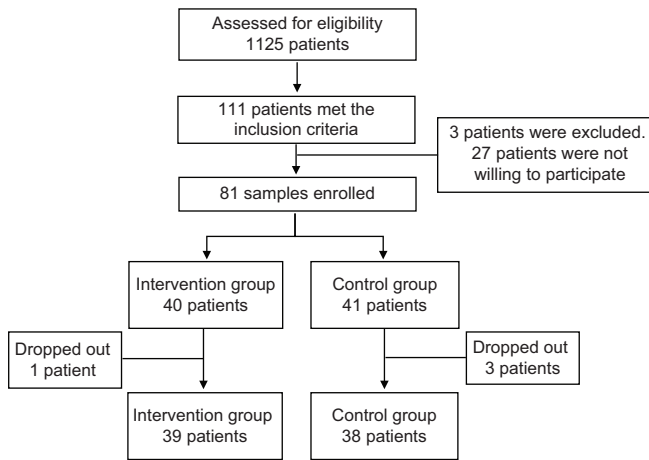 Assessed for eligibility
1125 patients
111 patients met the
inclusion criteria
3 patients were excluded.
27 patients were not
willing to participate
81 samples enrolled
Intervention group
40 patients
Control group
41 patients
Dropped out
1 patient
Dropped out
3 patients
Intervention group
39 patients
Control group
38 patients